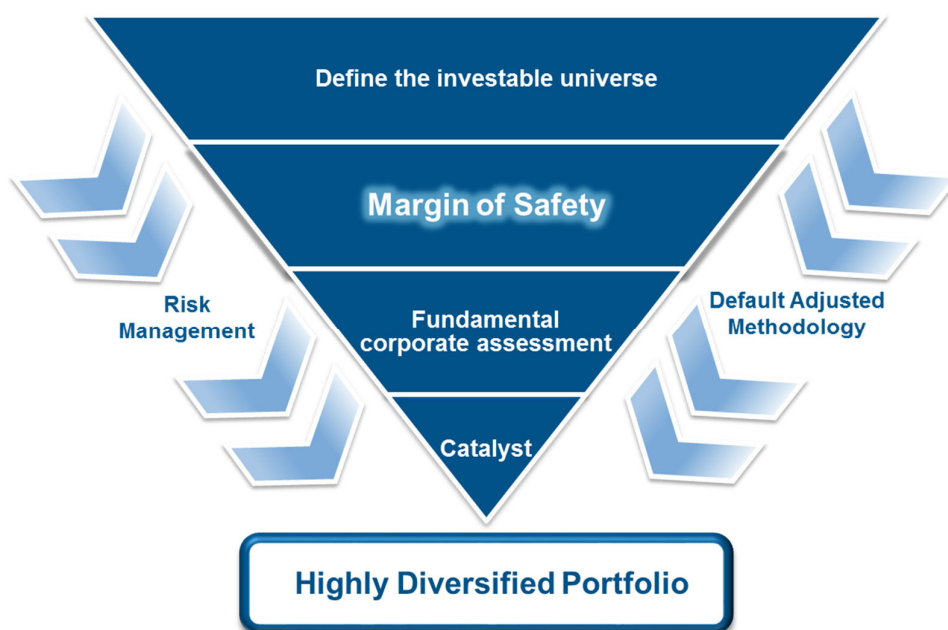 Define the investable universe
Margin of Safety
Risk
Management
Default Adjusted
Methodology
Fundamental
corporate assessment
Catalyst
Highly Diversified Portfolio